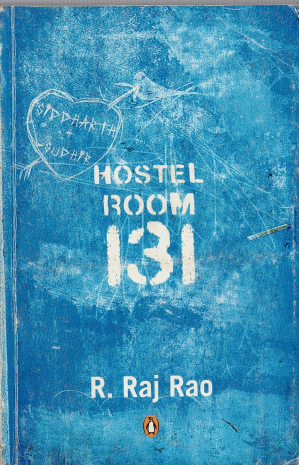 SIDDHARTH
+
SUDHIR
HOSTEL
ROOM
131
R. Raj Rao